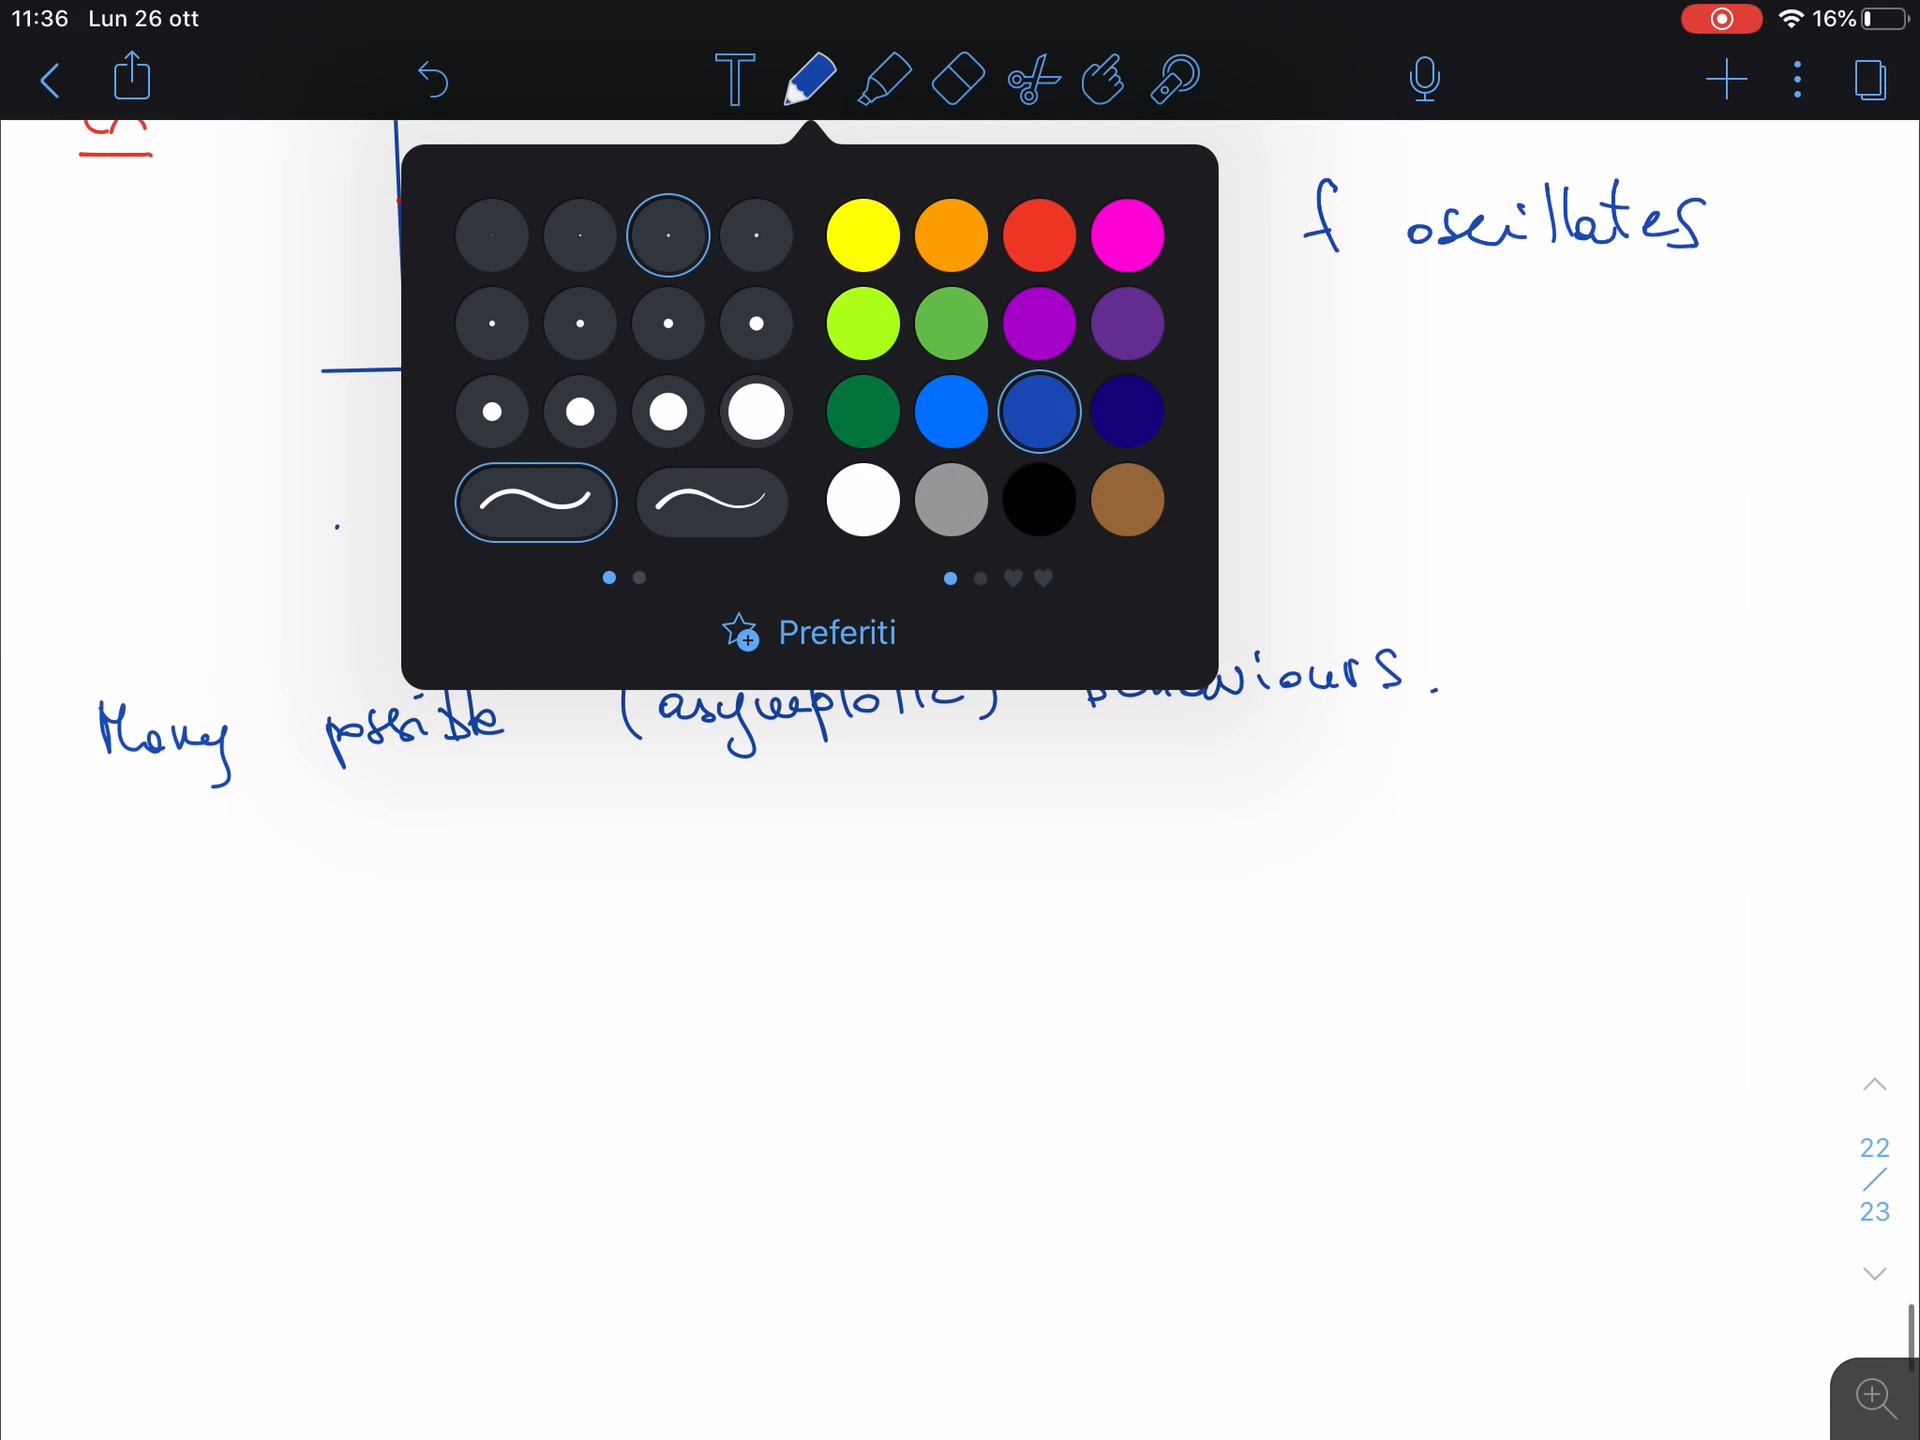 11:36 Lun 26 ott
16%
f oscillates
Preferiti
Many possible (asymptotic) behaviours.
22
/
23